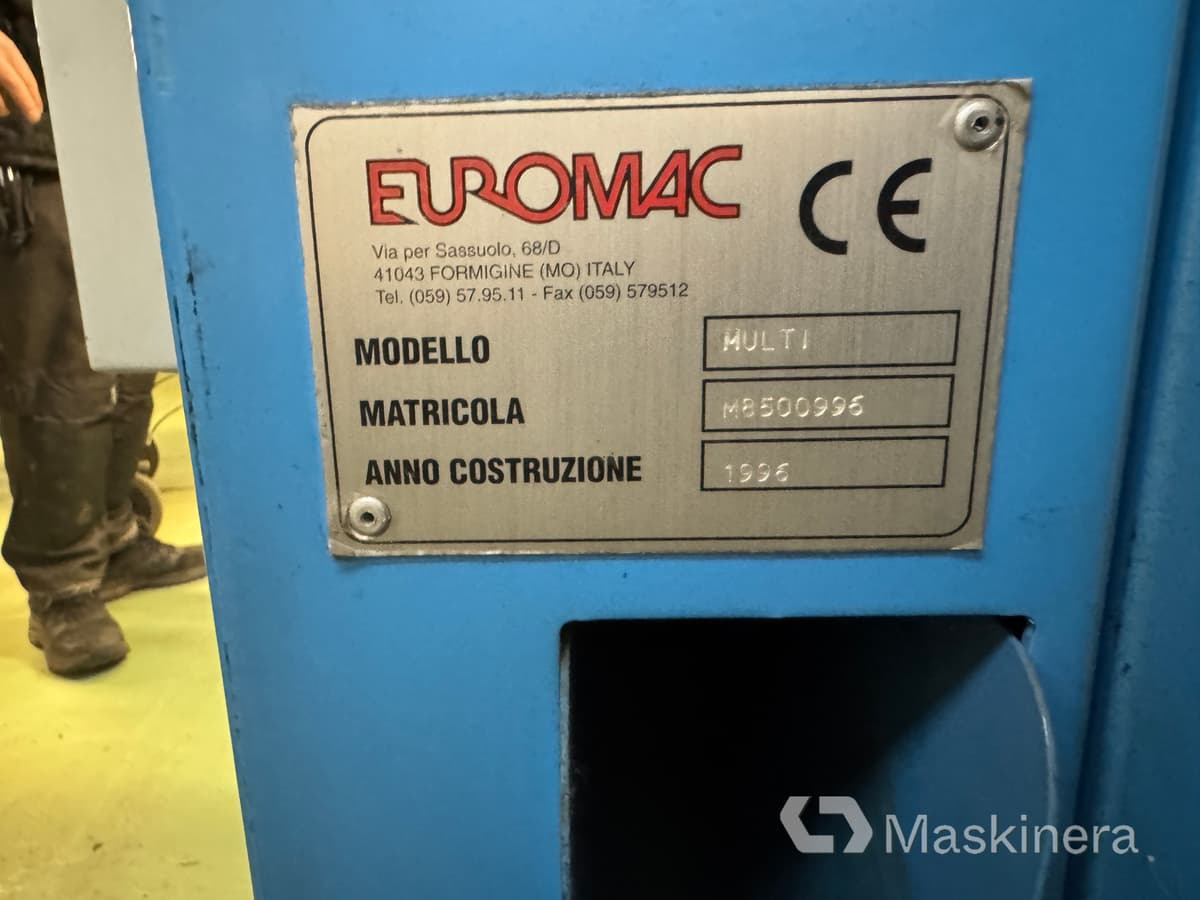 EUROMAC
CE
Via per Sassuolo, 68/D
41043 FORMIGINE (MO) ITALY
Tel. (059) 57.95.11 - Fax (059) 579512
MODELLO MULTI
MATRICOLA M8500996
ANNO COSTRUZIONE 1996
Maskinera